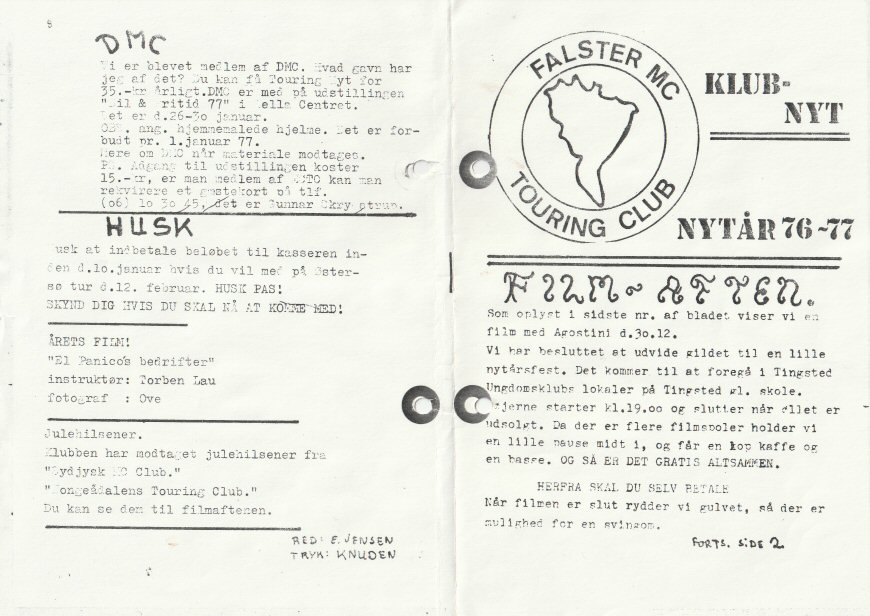 8
DMC
Vi er blevet medlem af DMC. Hvad gavn har
jeg af det? Du kan få Touring Nyt for
35.-kr årligt.DMC er med på udstillingen
"Bil & Fritid 77" i Bella Centret.
Det er d.26-30 januar.
OBS. ang. hjemmemalede hjelme. Det er for-
budt pr. 1.januar 77.
Mere om DMC når materiale modtages.
PS. Adgang til udstillingen koster
15.-kr, er man medlem af kan man
rekvirere et gæstekort på tlf.
(o6) lo 3o 45, det er Gunnar Skrydstrup.
HUSK
Husk at indbetale beløbet til kasseren in-
den d.lo.januar hvis du vil med på Øster-
sø tur d.12. februar. HUSK PAS!
SKYND DIG HVIS DU SKAL NÅ AT KOMME MED!
ÅRETS FILM!
"El Panico's bedrifter"
instruktør: Torben Lau
fotograf : Ove
Julehilsener.
Klubben har modtaget julehilsener fra
"Sydjysk MC Club."
"Kongeådalens Touring Club."
Du kan se dem til filmaftenen.
RED: E. JENSEN
TRYK: KNUDEN
FALSTER MC
TOURING CLUB
KLUB-
NYT
NYTÅR 76-77
FILM-AFTEN.
Som oplyst i sidste nr. af bladet viser vi en
film med Agostini d.3o.12.
Vi har besluttet at udvide gildet til en lille
nytårsfest. Det kommer til at foregå i Tingsted
Ungdomsklubs lokaler på Tingsted gl. skole.
Løjerne starter kl.19.oo og slutter når øllet er
udsolgt. Da der er flere filmspoler holder vi
en lille pause midt i, og får en kop kaffe og
en basse. OG SÅ ER DET GRATIS ALTSAMMEN.
HERFRA SKAL DU SELV BETALE
Når filmen er slut rydder vi gulvet, så der er
mulighed for en svingom.
FORTS. SIDE 2.